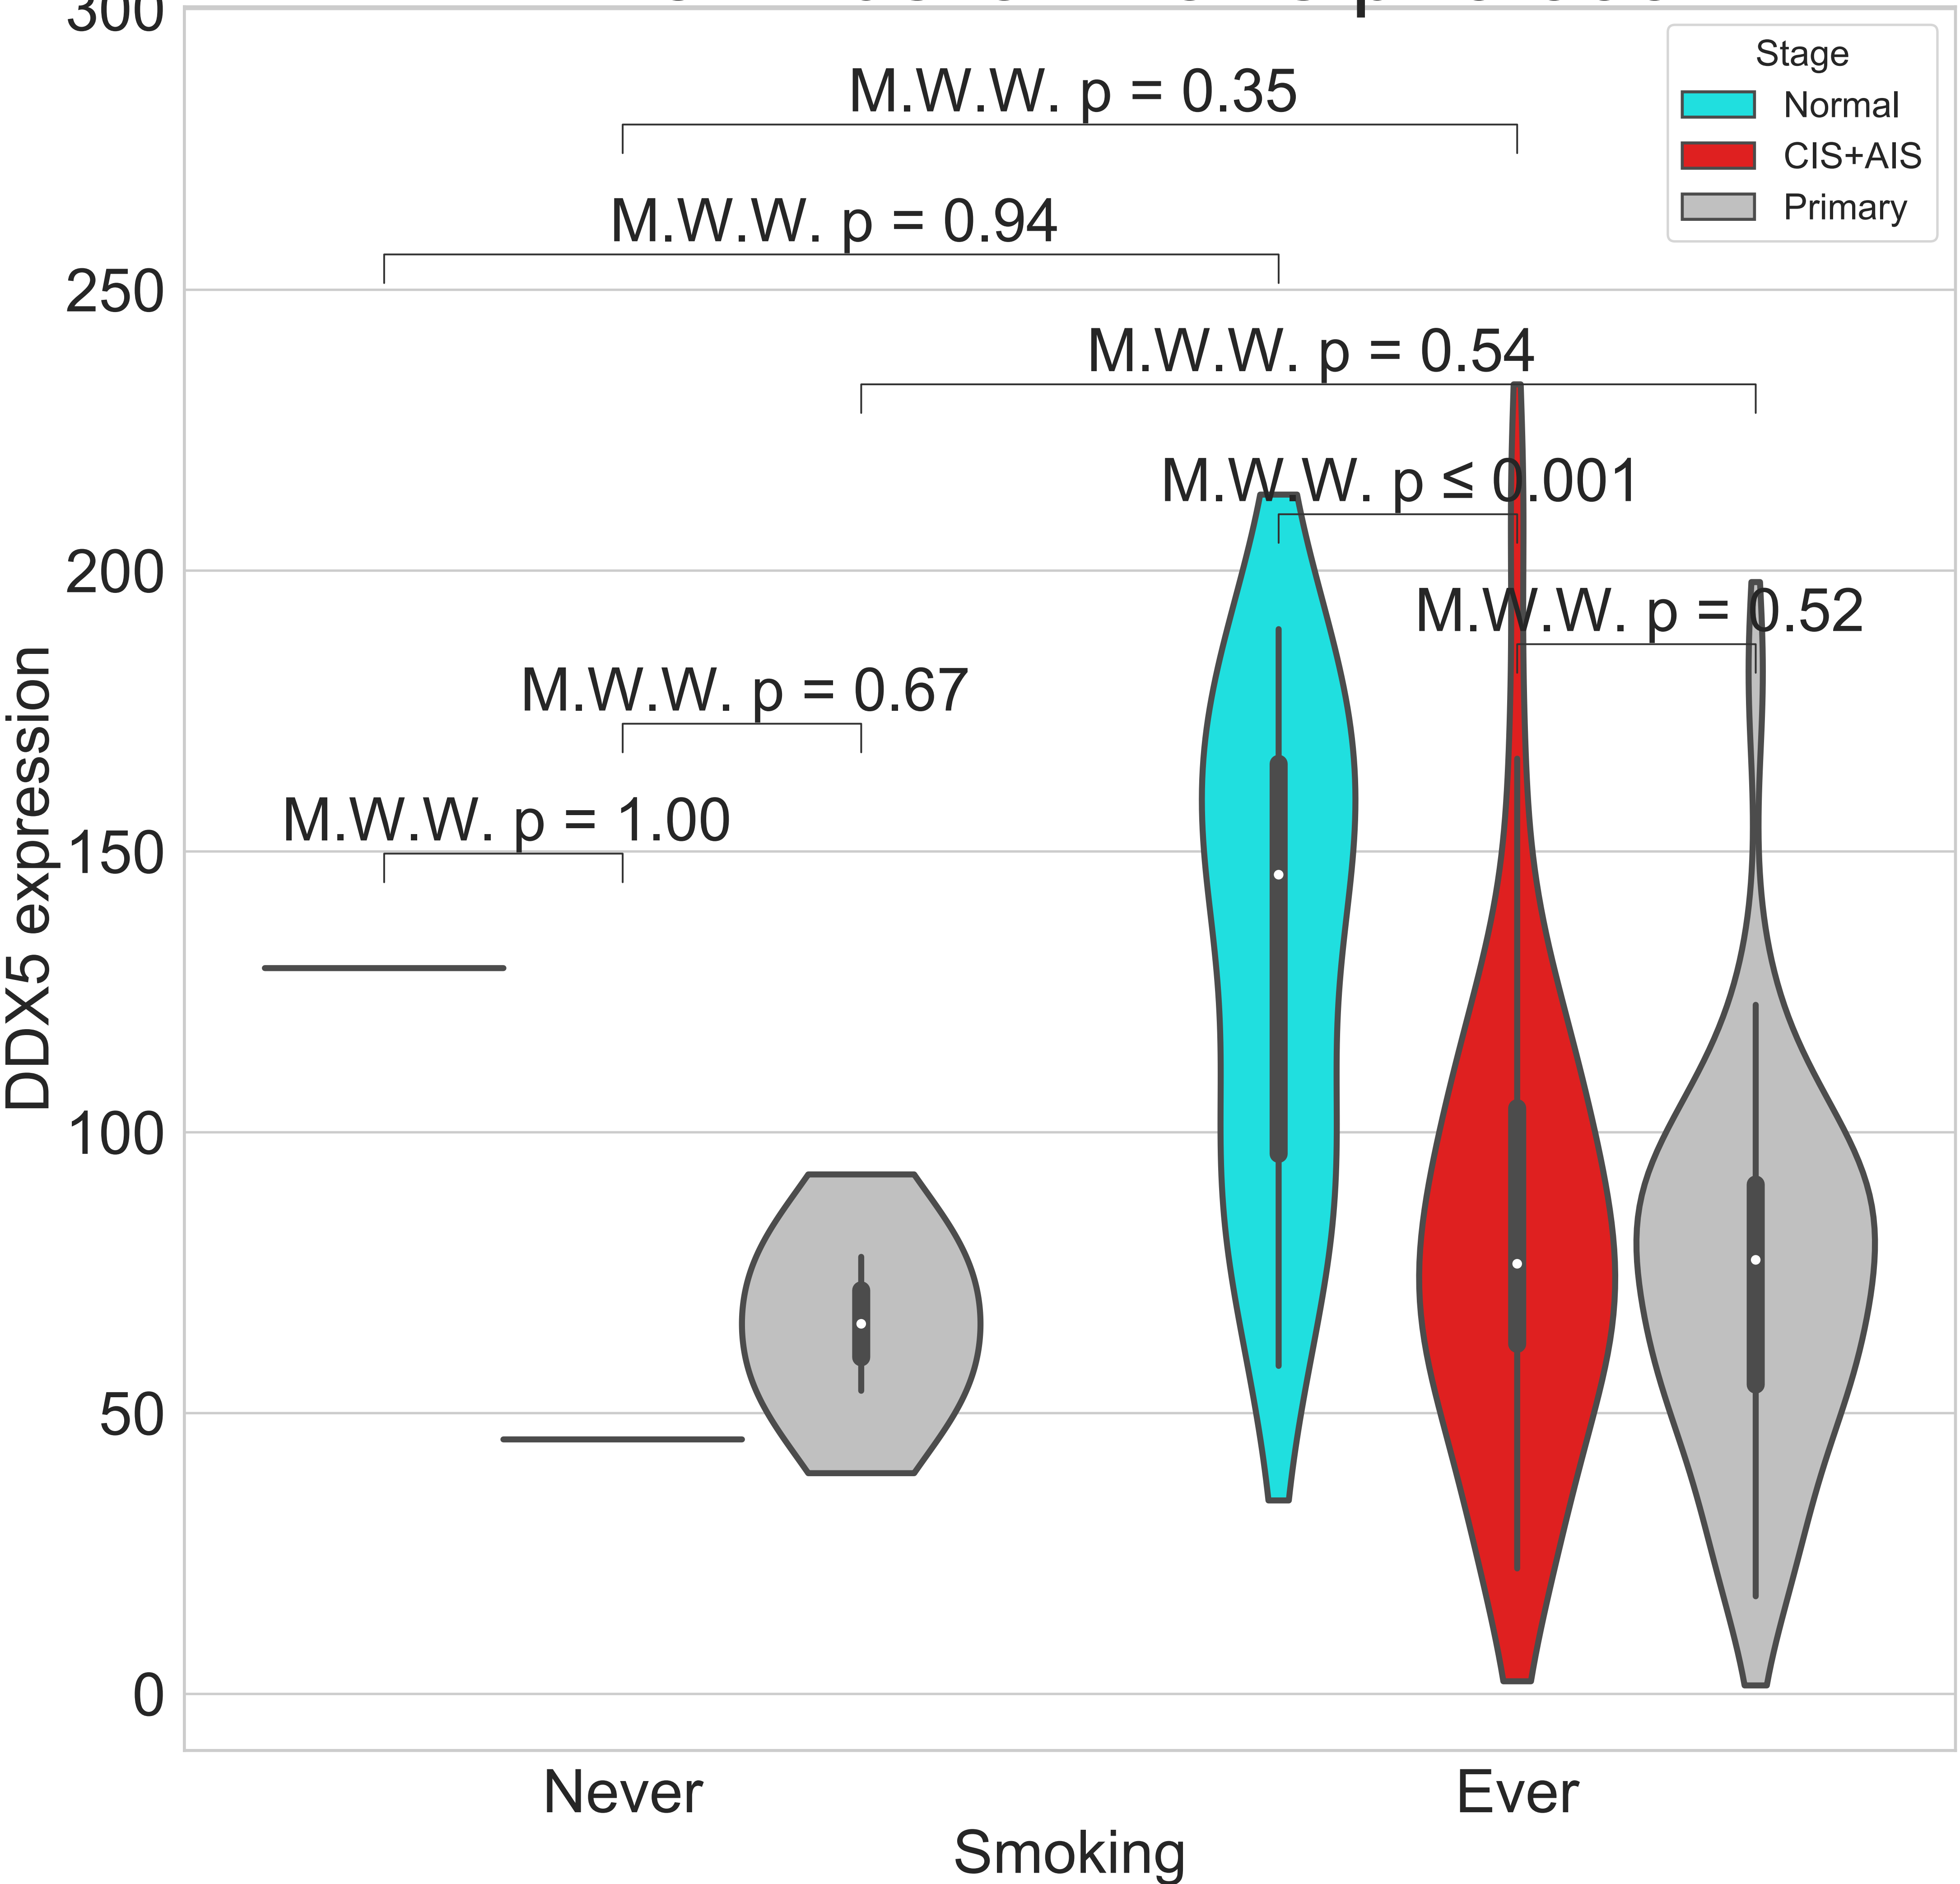 300
Stage
Normal
CIS+AIS
Primary
M.W.W. p = 0.35
M.W.W. p = 0.94
250
M.W.W. p = 0.54
M.W.W. p ≤ 0.001
200
M.W.W. p = 0.52
M.W.W. p = 0.67
M.W.W. p = 1.00
150
DDX5 expression
100
50
0
Never
Ever
Smoking